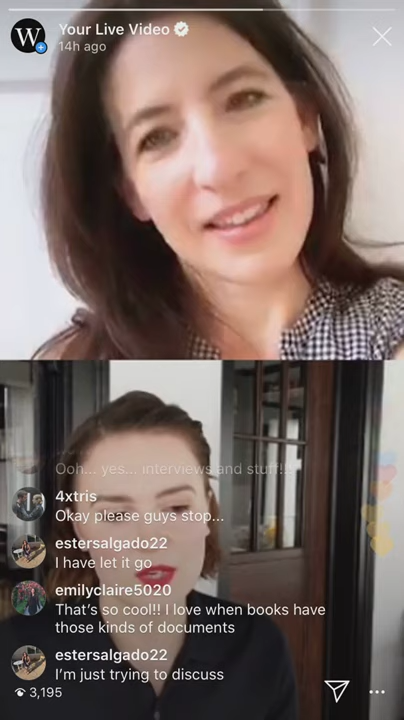 W
Your Live Video
14h ago
Ooh... yes... interviews and stuff!!!
4xtris
Okay please guys stop...
estersalgado22
I have let it go
emilyclaire5020
That's so cool!! I love when books have
those kinds of documents
estersalgado22
I'm just trying to discuss
3,195